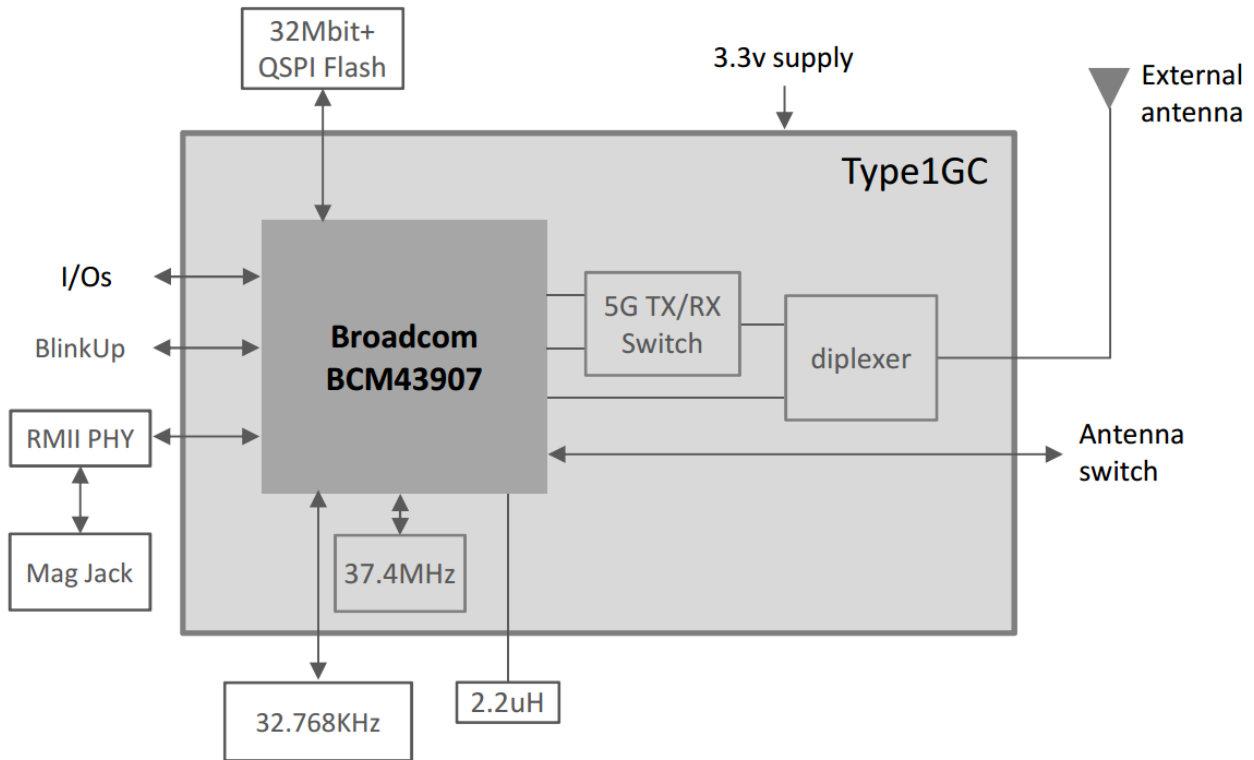 32Mbit+
QSPI Flash
3.3v supply
External
antenna
Type1GC
I/Os
BlinkUp
RMII PHY
Mag Jack
Broadcom
BCM43907
5G TX/RX
Switch
diplexer
Antenna
switch
37.4MHz
32.768KHz
2.2uH